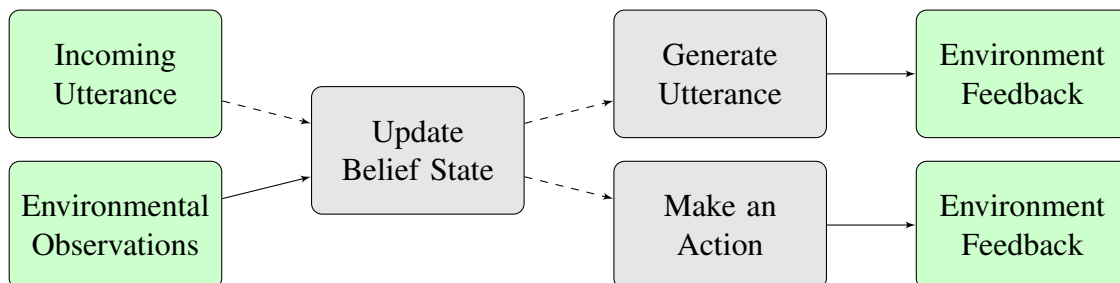 Incoming
Utterance
Environmental
Observations
Update
Belief State
Generate
Utterance
Make an
Action
Environment
Feedback
Environment
Feedback